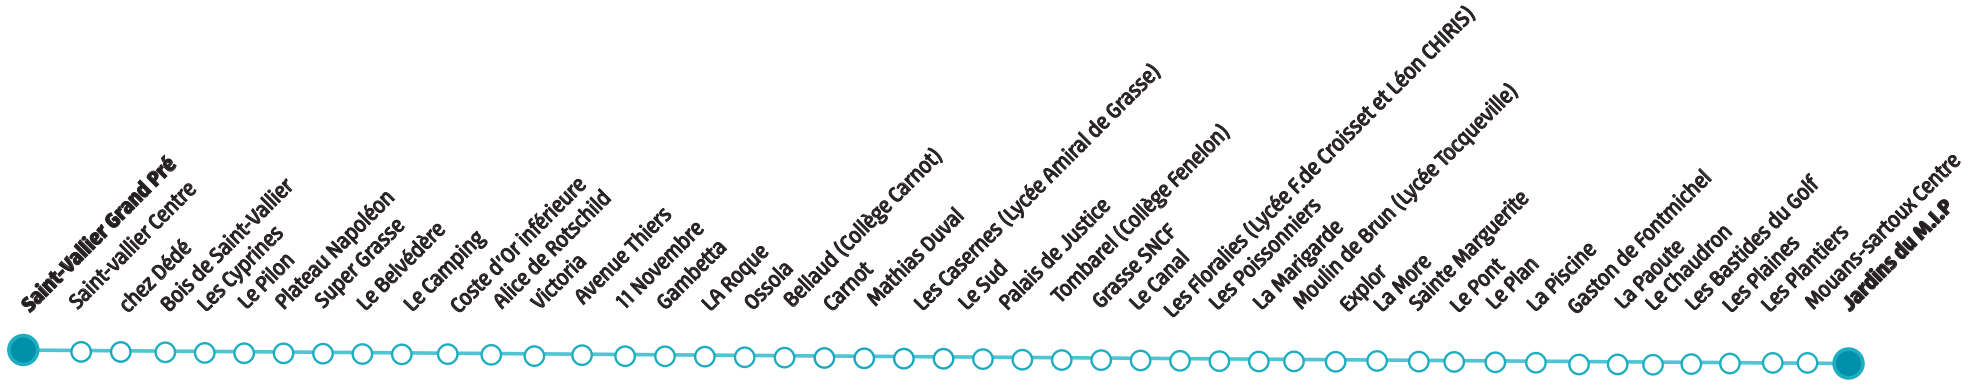 Saint-Vallier Grand Pré
Saint-vallier Centre
chez Dédé
Bois de Saint-Vallier
Les Cyprines
Le Pilon
Plateau Napoléon
Super Grasse
Le Belvédère
Le Camping
Coste d'Or inférieure
Alice de Rotschild
Victoria
Avenue Thiers
11 Novembre
Gambetta
LA Roque
Ossola
Bellaud (Collège Carnot)
Carnot
Mathias Duval
Les Casernes (Lycée Amiral de Grasse)
Le Sud
Palais de Justice
Tombarel (Collège Fenelon)
Grasse SNCF
Le Canal
Les Floralies (Lycée F.de Croisset et Léon CHIRIS)
Les Poissonniers
La Marigarde
Moulin de Brun (Lycée Tocqueville)
Explor
La More
Sainte Marguerite
Le Pont
Le Plan
La Piscine
Gaston de Fontmichel
La Paoute
Le Chaudron
Les Bastides du Golf
Les Plaines
Les Plantiers
Mouans-sartoux Centre
Jardins du M.I.P